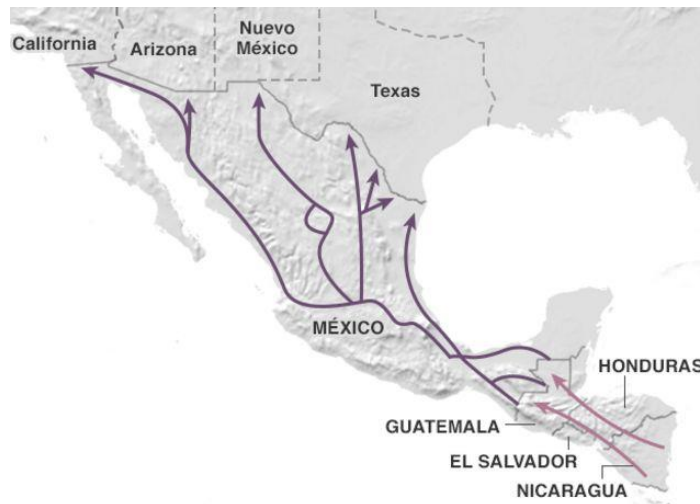 California
Arizona
Nuevo
México
Texas
MÉXICO
HONDURAS
GUATEMALA
EL SALVADOR
NICARAGUA